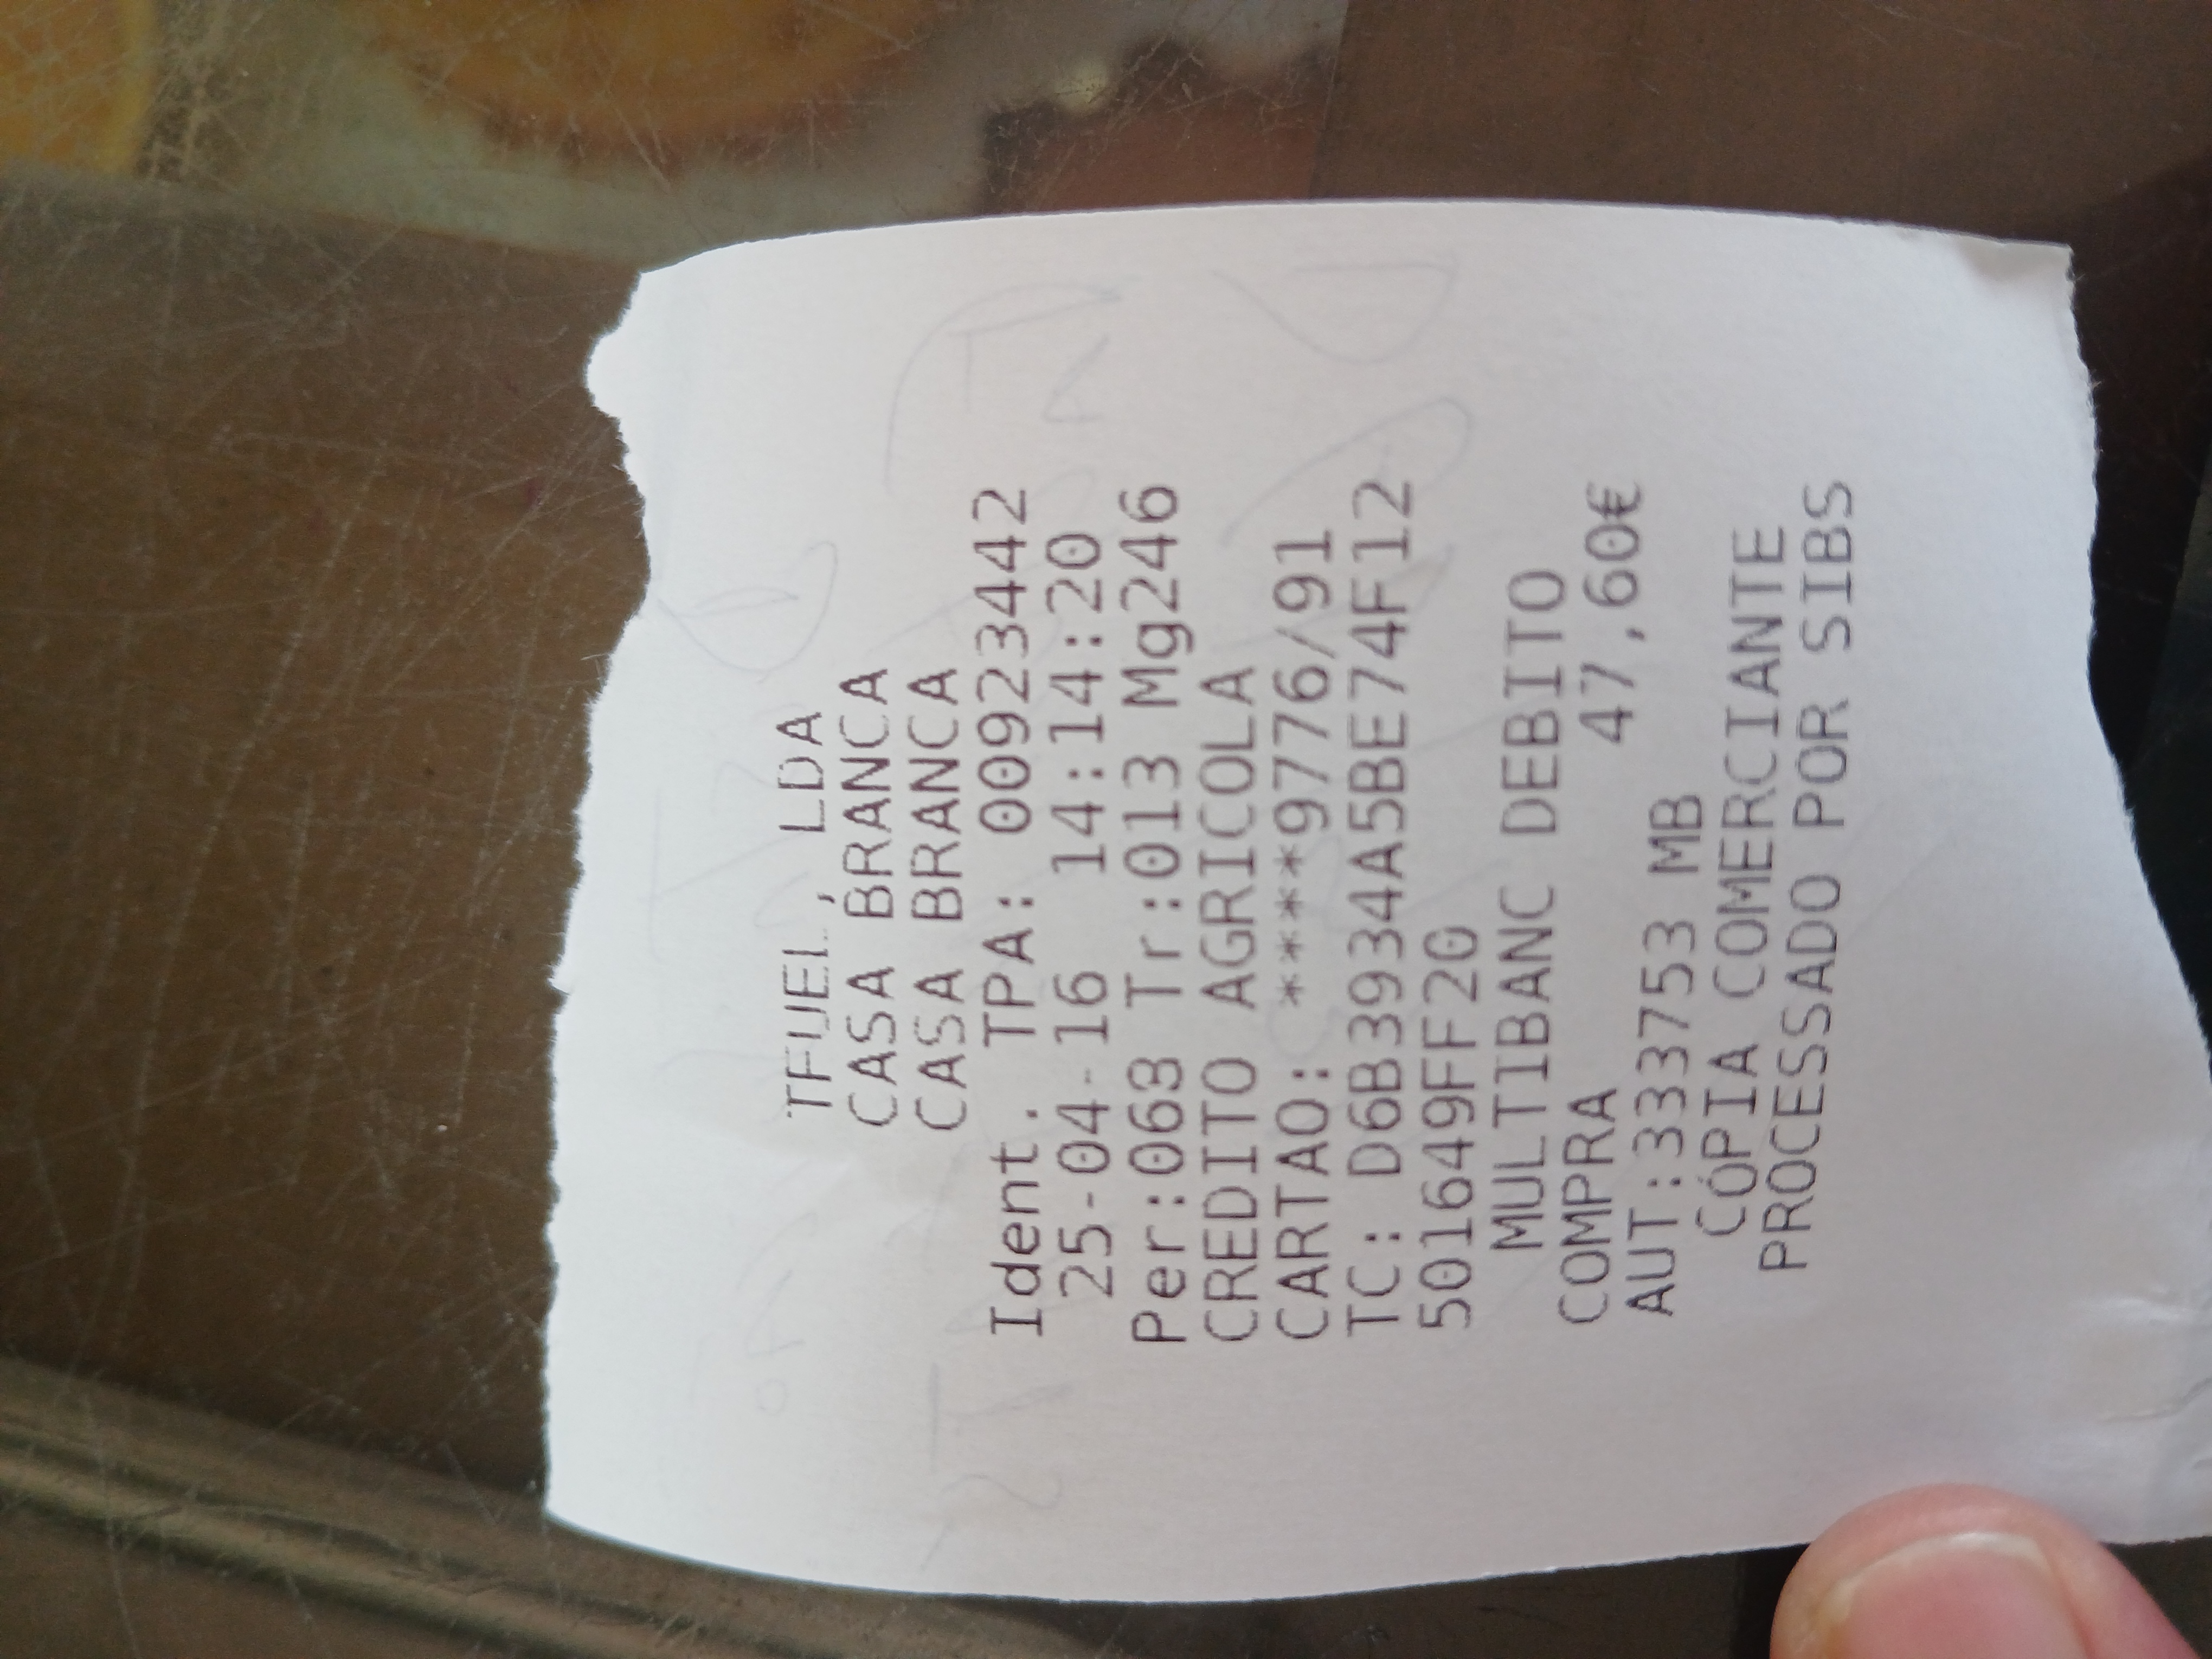 TFUEL, LDA
CASA BRANCA
CASA BRANCA
Ident. TPA: 00923442
25-04-16 14:14:20
Per:063 Tr:013 Mg246
CREDITO AGRICOLA
CARTAO: ****9776/91
TC: D6B3934A5BE74F12
501649FF20
MULTIBANC DEBITO
COMPRA 47,60€
AUT:333753 MB
CÓPIA COMERCIANTE
PROCESSADO POR SIBS